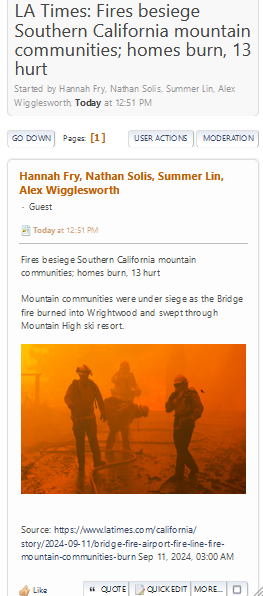 LA Times: Fires besiege
Southern California mountain
communities; homes burn, 13
hurt
Started by Hannah Fry, Nathan Solis, Summer Lin, Alex
Wigglesworth, Today at 12:51 PM
GO DOWN Pages: [1] USER ACTIONS MODERATION
Hannah Fry, Nathan Solis, Summer Lin,
Alex Wigglesworth
· Guest
Today at 12:51 PM
Fires besiege Southern California mountain
communities; homes burn, 13 hurt
Mountain communities were under siege as the Bridge
fire burned into Wrightwood and swept through
Mountain High ski resort.
Source: https://www.latimes.com/california/
story/2024-09-11/bridge-fire-airport-fire-line-fire-
mountain-communities-burn Sep 11, 2024, 03:00 AM
Like QUOTE QUICK EDIT MORE...